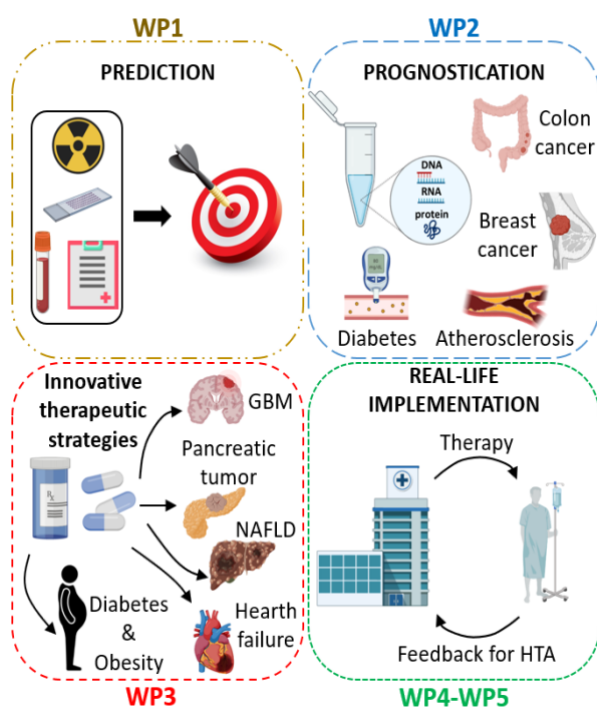 WP1
PREDICTION
WP2
PROGNOSTICATION
DNA
RNA
protein
Colon
cancer
Breast
cancer
Diabetes
Atherosclerosis
Innovative
therapeutic
strategies
GBM
Pancreatic
tumor
NAFLD
Diabetes
&
Obesity
Hearth
failure
WP3
REAL-LIFE
IMPLEMENTATION
Therapy
Feedback for HTA
WP4-WP5